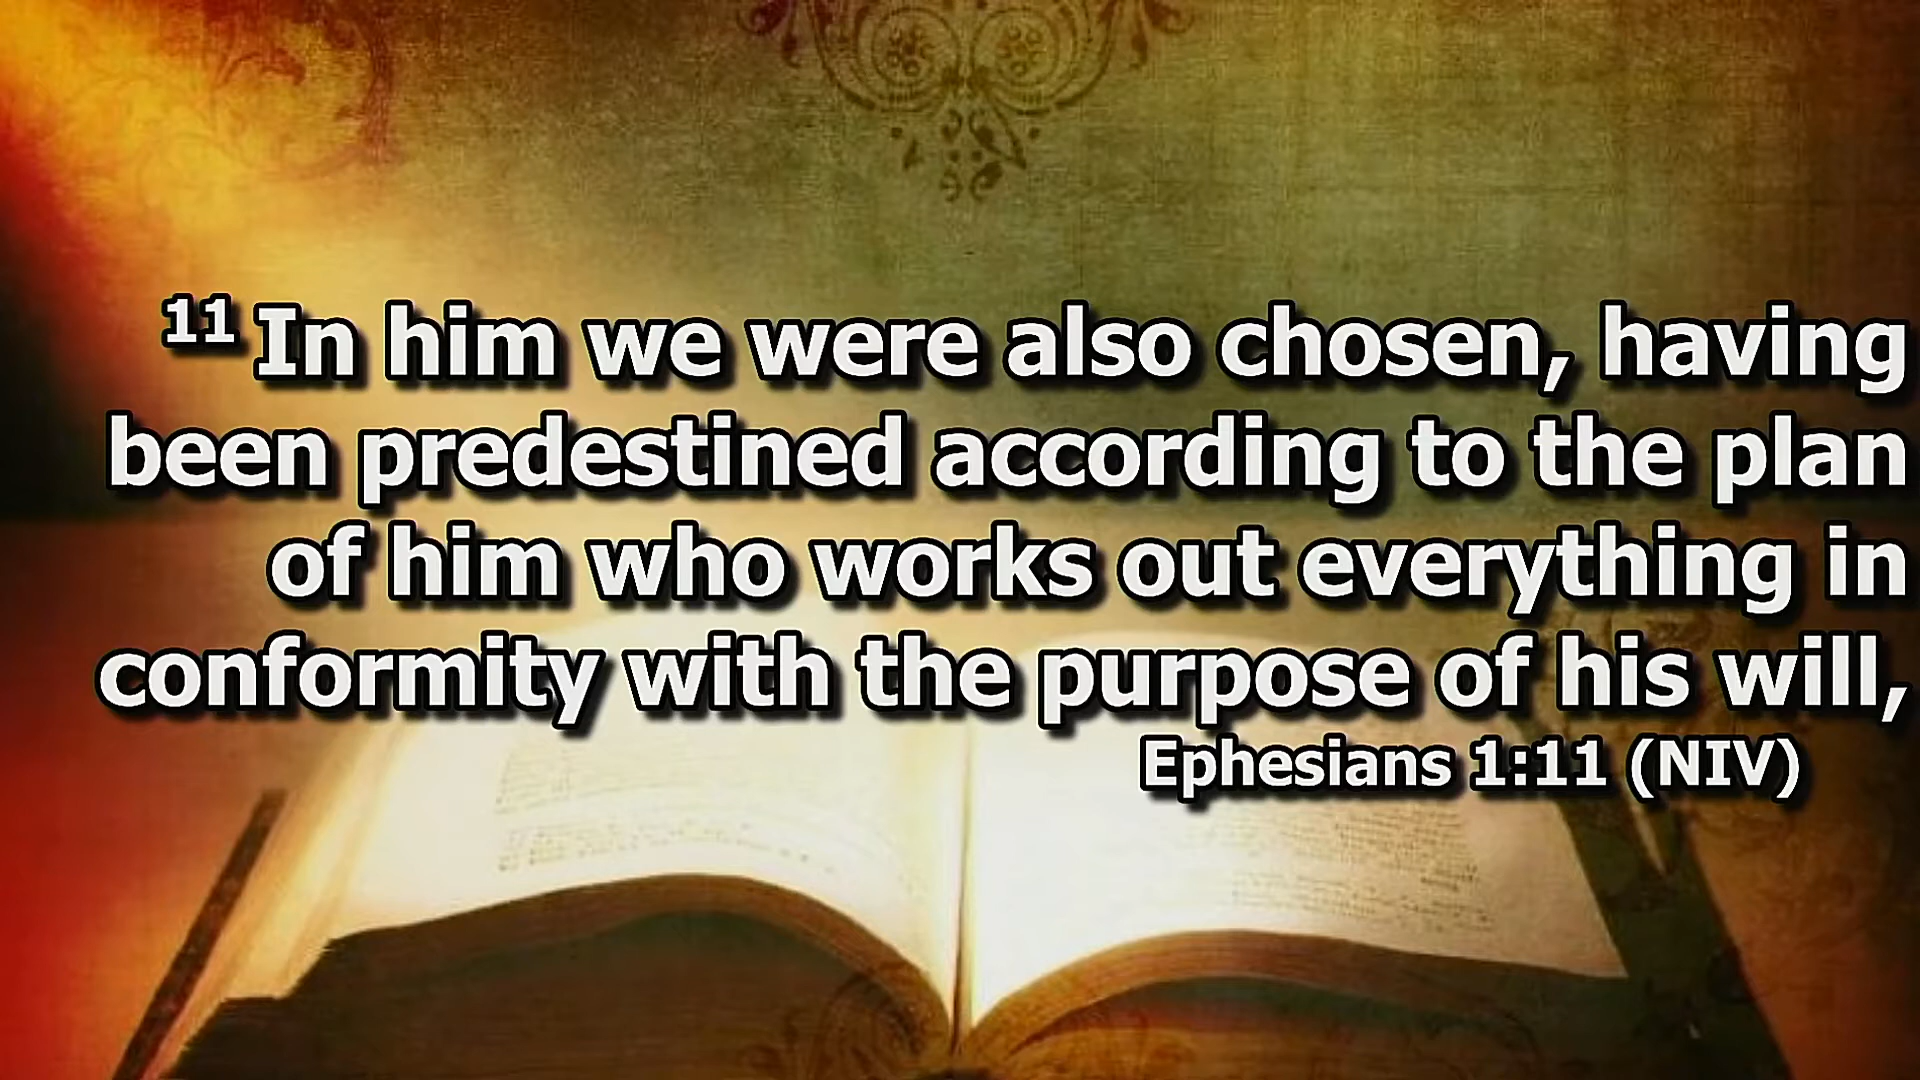 11 In him we were also chosen, having
been predestined according to the plan
of him who works out everything in
conformity with the purpose of his will,
Ephesians 1:11 (NIV)